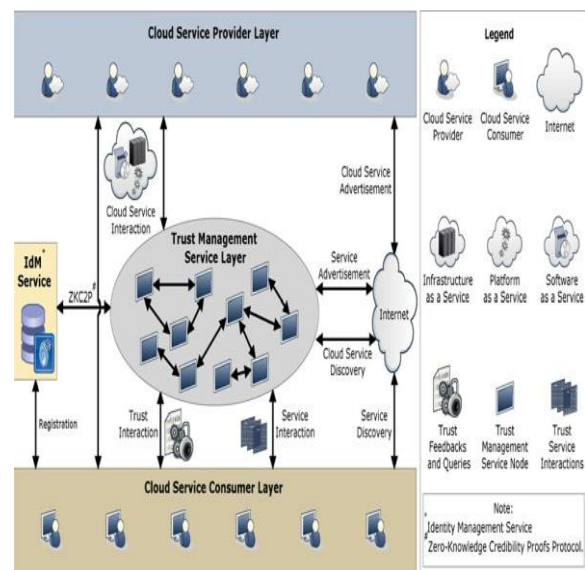 Cloud Service Provider Layer
Cloud Service
Interaction
Cloud Service
Advertisement
IdM*
Service
ZKC2P#
Trust Management
Service Layer
Service
Advertisement
Internet
Cloud Service
Discovery
Registration
Trust
Interaction
Service
Interaction
Service
Discovery
Cloud Service Consumer Layer
Legend
Cloud Service
Provider
Cloud Service
Consumer
Internet
Infrastructure
as a Service
Platform
as a Service
Software
as a Service
Trust
Feedbacks
and Queries
Trust
Management
Service Node
Trust
Service
Interactions
Note:
*Identity Management Service
#Zero-Knowledge Credibility Proofs Protocol.